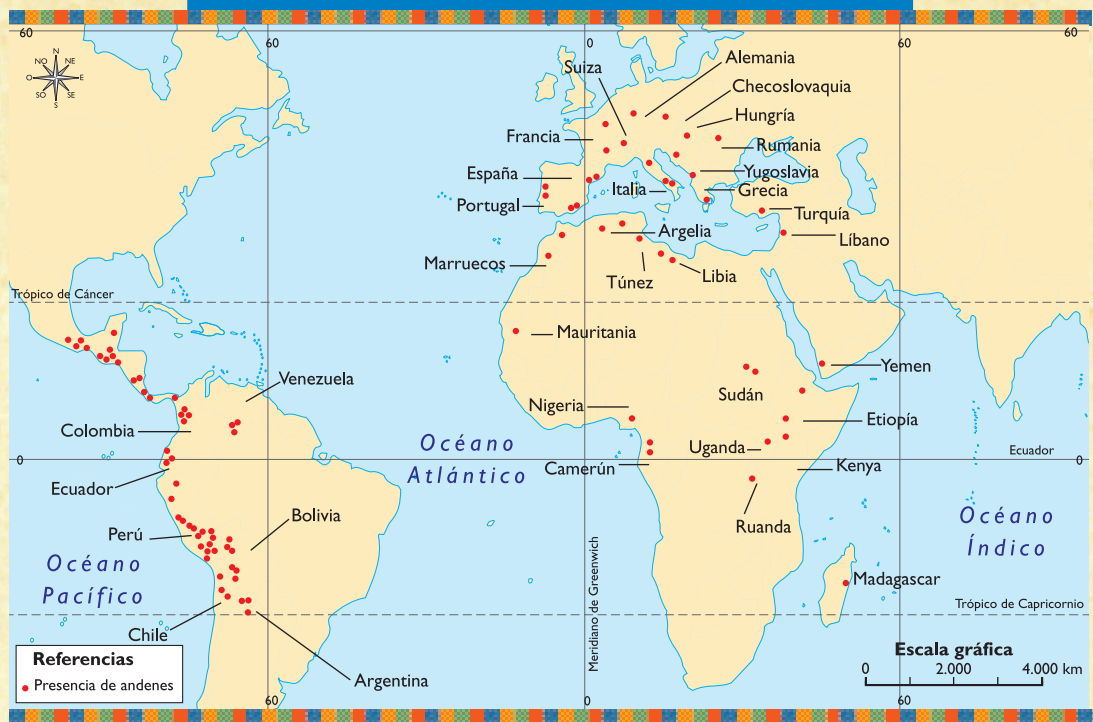 60
0
60
60
N
NO
NE
O
E
SO
SE
S
Suiza
Alemania
Checoslovaquia
Hungría
Francia
Rumania
España
Yugoslavia
Italia
Grecia
Portugal
Turquía
Argelia
Líbano
Marruecos
Túnez
Libia
Trópico de Cáncer
Mauritania
Venezuela
Yemen
Sudán
Nigeria
Colombia
Etiopía
Océano
Atlántico
Uganda
Ecuador
0
0
Camerún
Kenya
Ecuador
Bolivia
Ruanda
Océano
Índico
Perú
Océano
Pacífico
Meridiano de Greenwich
Madagascar
Trópico de Capricornio
Chile
Referencias
Presencia de andenes
Argentina
Escala gráfica
0
2.000
4.000 km
60
0
60